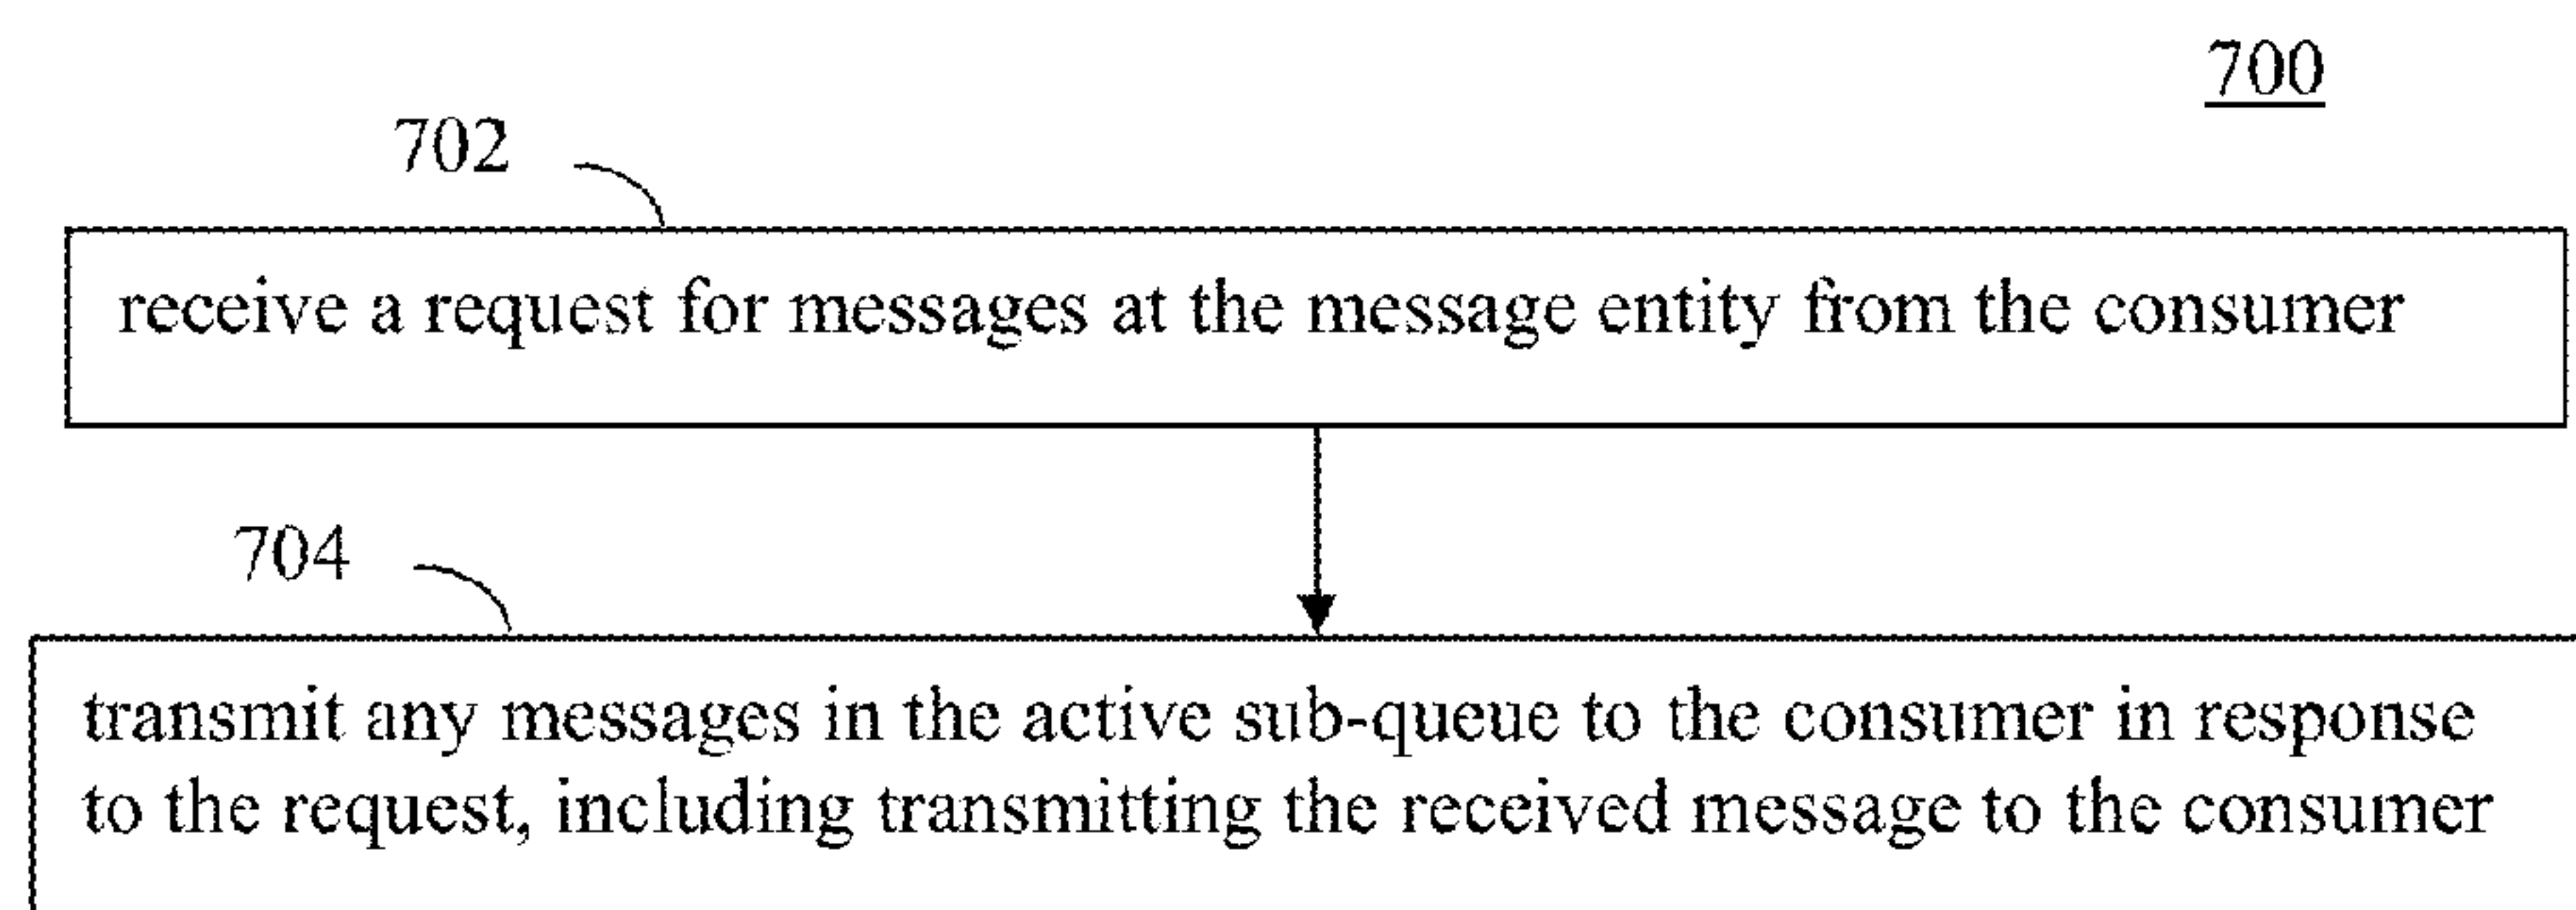 700
702
receive a request for messages at the message entity from the consumer
704
transmit any messages in the active sub-queue to the consumer in response
to the request, including transmitting the received message to the consumer